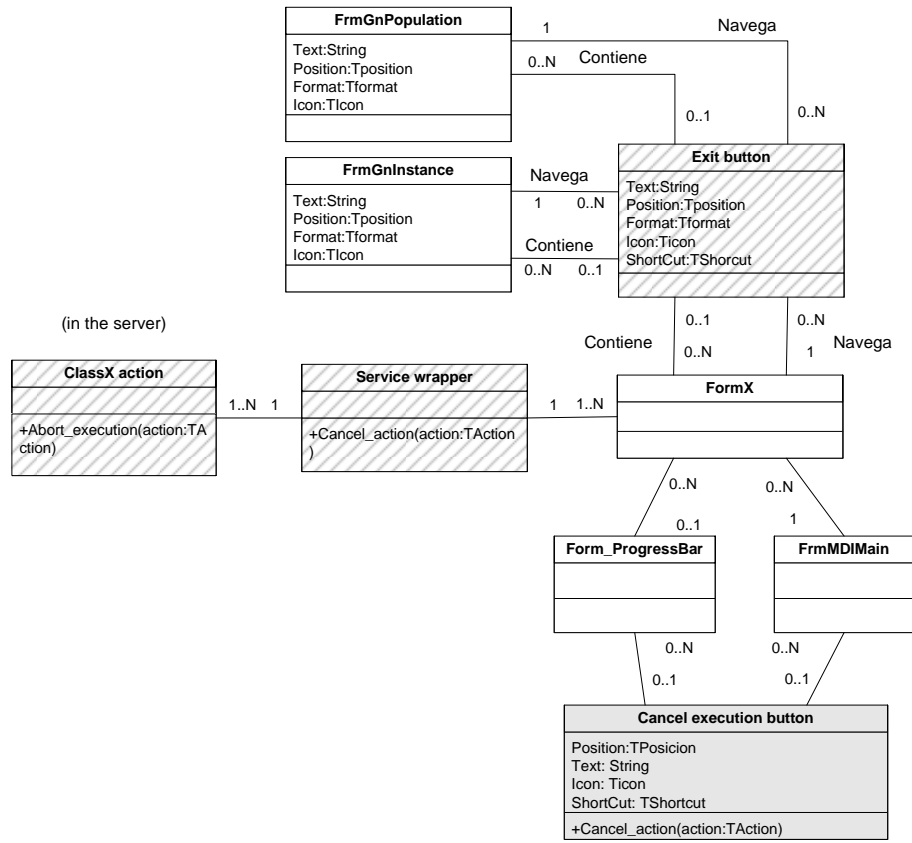 FrmGnPopulation
Text:String
Position:Tposition
Format:Tformat
Icon:TIcon
1
Navega
0..N
Contiene
0..1
0..N
FrmGnInstance
Text:String
Position:Tposition
Format:Tformat
Icon:TIcon
Navega
1
0..N
Contiene
0..N
0..1
Exit button
Text:String
Position:Tposition
Format:Tformat
Icon:Ticon
ShortCut:TShorcut
(in the server)
Contiene
0..1
0..N
0..N
1
Navega
ClassX action
+Abort_execution(action:TA
ction)
1..N
1
Service wrapper
+Cancel_action(action:TAction
)
1
1..N
FormX
0..N
0..1
0..N
1
Form_ProgressBar
FrmMDIMain
0..N
0..1
0..N
0..1
Cancel execution button
Position:TPosicion
Text: String
Icon: Ticon
ShortCut: TShortcut
+Cancel_action(action:TAction)